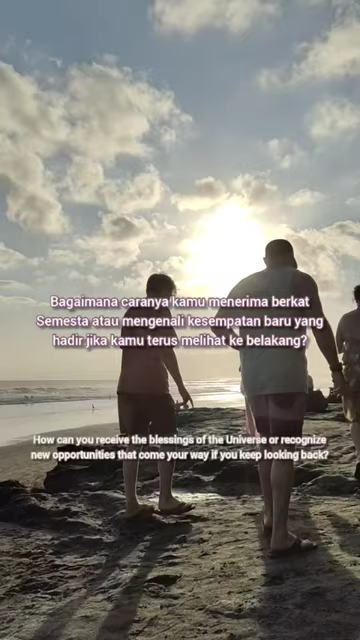 Bagaimana caranya kamu menerima berkat
Semesta atau mengenali kesempatan baru yang
hadir jika kamu terus melihat ke belakang?
How can you receive the blessings of the Universe or recognize
new opportunities that come your way if you keep looking back?